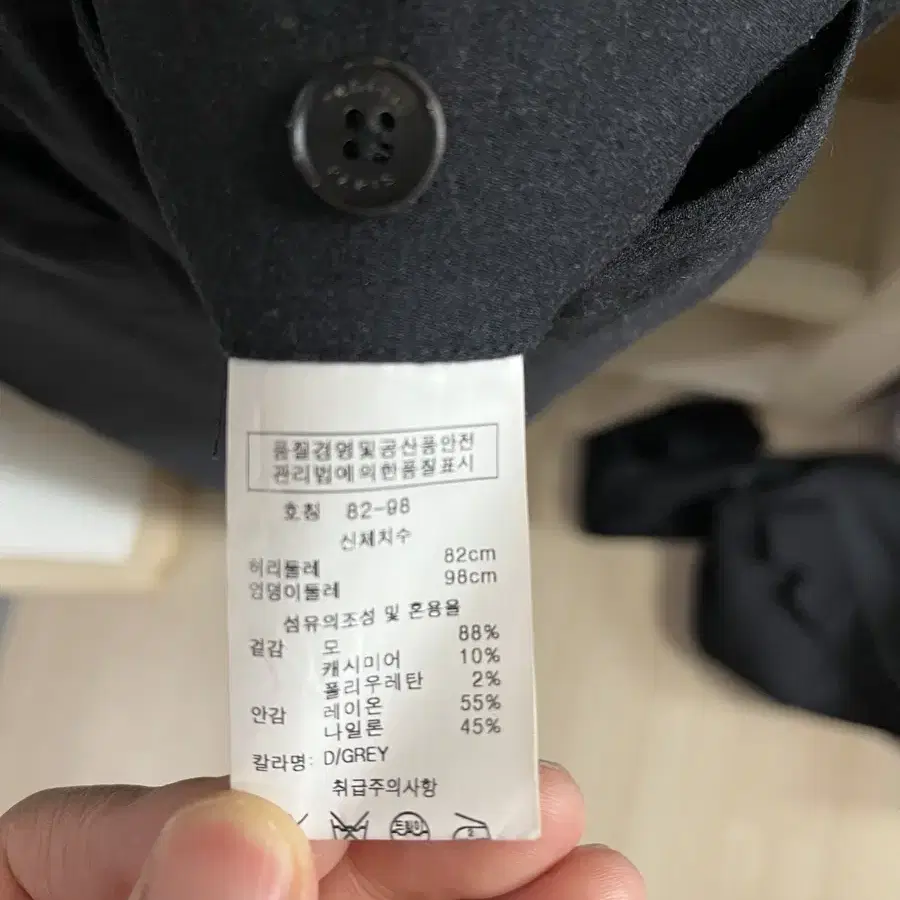 PARIS
품질경영및공산품안전
관리법에의한품질표시
호칭 82-98
신체치수
허리둘레 82cm
엉덩이둘레 98cm
섬유의조성 및 혼용율
겉감 모 88%
캐시미어 10%
폴리우레탄 2%
안감 레이온 55%
나일론 45%
칼라명: D/GREY
취급주의사항
드라이